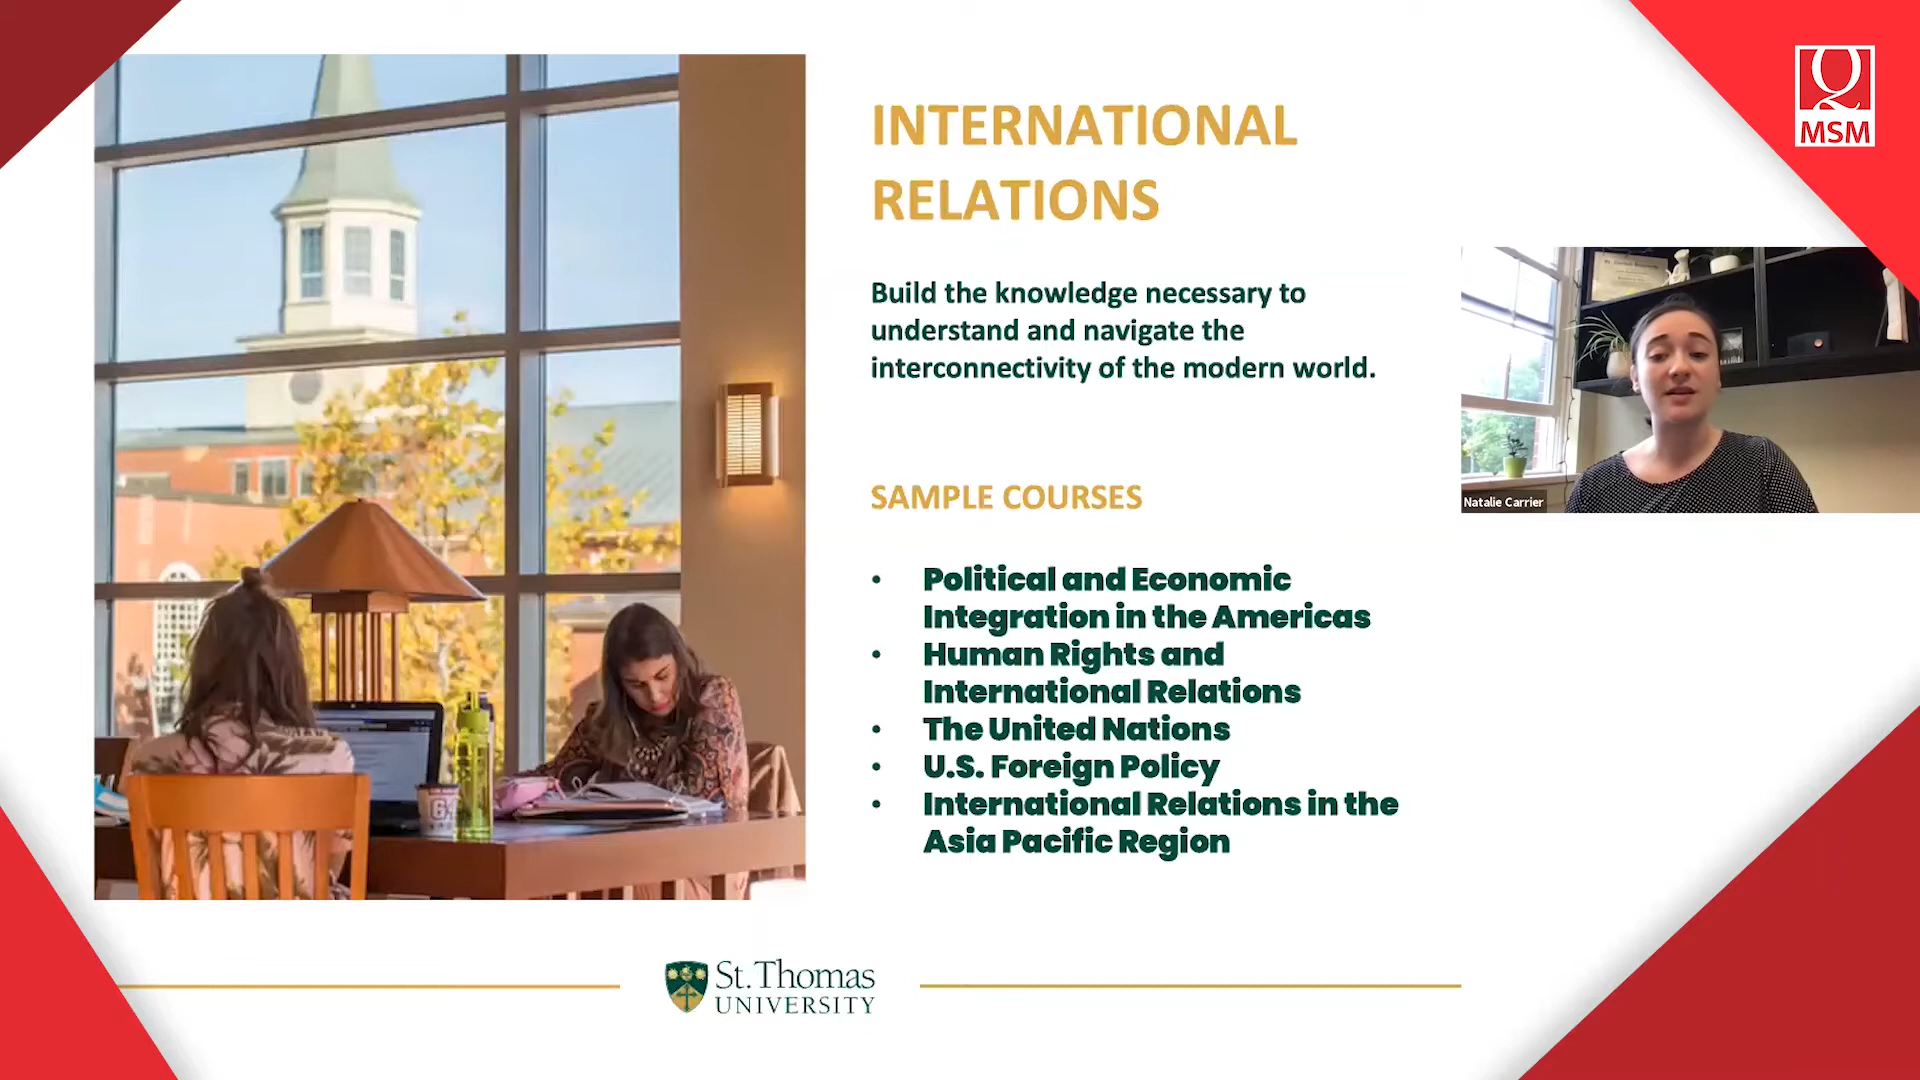 MSM
INTERNATIONAL
RELATIONS
Build the knowledge necessary to
understand and navigate the
interconnectivity of the modern world.
Natalie Carrier
SAMPLE COURSES
• Political and Economic
Integration in the Americas
• Human Rights and
International Relations
• The United Nations
• U.S. Foreign Policy
• International Relations in the
Asia Pacific Region
St. Thomas
UNIVERSITY